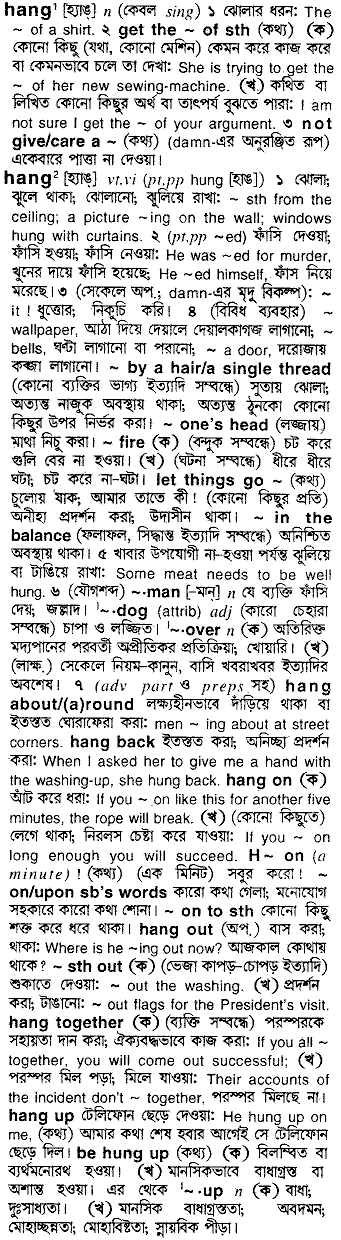 hang¹ [হ্যাঙ] n (কেবল sing) ১ ঝোলার ধরন: The
~ of a shirt. ২ get the ~ of sth (কথ্য) (ক)
কোনো কিছু (যথা, কোনো মেশিন) কেমন করে কাজ করে
বা কেমনভাবে চলে তা দেখা: She is trying to get the
~ of her new sewing-machine. (খ) কথিত বা
লিখিত কোনো কিছুর অর্থ বা তাৎপর্য বুঝতে পারা: I am
not sure I get the ~ of your argument. ৩ not
give/care a ~ (কথ্য) (damn-এর অনুরঞ্জিত রূপ)
একেবারে পাত্তা না দেওয়া।
hang² [হ্যাঙ] vt,vi (pt,pp hung [হাঙ]) ১ ঝোলা;
ঝুলে থাকা; ঝোলানো; ঝুলিয়ে রাখা: ~ sth from the
ceiling; a picture ~ing on the wall; windows
hung with curtains. ২ (pt,pp ~ed) ফাঁসি দেওয়া;
ফাঁসি হওয়া; ফাঁসি নেওয়া: He was ~ed for murder,
খুনের দায়ে ফাঁসি হয়েছে; He ~ed himself, ফাঁস নিয়ে
মরেছে। ৩ (সেকেলে অপ.; damn-এর মৃদু বিকল্প): ~
it ! ধুত্তোর; নিকুচি করি! ৪ (বিবিধ ব্যবহার) ~
wallpaper, আঠা দিয়ে দেয়ালে দেয়ালকাগজ লাগানো; ~
bells, ঘণ্টা লাগানো বা পরানো; ~ a door, দরোজায়
কব্জা লাগানো। ~ by a hair/a single thread
(কোনো ব্যক্তির ভাগ্য ইত্যাদি সম্বন্ধে) সুতায় ঝোলা;
অত্যন্ত নাজুক অবস্থায় থাকা; অত্যন্ত ঠুনকো কোনো
কিছুর উপর নির্ভর করা। ~ one's head (লজ্জায়)
মাথা নিচু করা। ~ fire (ক) (বন্দুক সম্বন্ধে) চট করে
গুলি বের না হওয়া। (খ) (ঘটনা সম্বন্ধে) ধীরে ধীরে
ঘটা; চট করে না-ঘটা। let things go ~ (কথ্য)
চুলোয় যাক; আমার তাতে কী ! (কোনো কিছুর প্রতি)
অনীহা প্রদর্শন করা; উদাসীন থাকা। ~ in the
balance (ফলাফল, সিদ্ধান্ত ইত্যাদি সম্বন্ধে) অনিশ্চিত
অবস্থায় থাকা। ৫ খাবার উপযোগী না-হওয়া পর্যন্ত ঝুলিয়ে
বা টাঙিয়ে রাখা: Some meat needs to be well
hung. ৬ (যৌগশব্দ) ~-man [-মান্] n যে ব্যক্তি ফাঁসি
দেয়; জল্লাদ। ˈ~-dog (attrib) adj (কারো চেহারা
সম্বন্ধে) চাপা ও লজ্জিত। ˈ~-over n (ক) অতিরিক্ত
মদ্যপানের পরবর্তী অপ্রীতিকর প্রতিক্রিয়া; খোয়ারি। (খ)
(লাক্ষ.) সেকেলে নিয়ম-কানুন, বাসি খবরাখবর ইত্যাদির
অবশেষ। ৭ (adv part ও preps সহ) hang
about/(a)round লক্ষ্যহীনভাবে দাঁড়িয়ে থাকা বা
ইতস্তত ঘোরাফেরা করা: men ~ ing about at street
corners. hang back ইতস্তত করা; অনিচ্ছা প্রদর্শন
করা: When I asked her to give me a hand with
the washing-up, she hung back. hang on (ক)
আঁট করে ধরা: If you ~ on like this for another five
minutes, the rope will break. (খ) (কোনো কিছুতে)
লেগে থাকা; নিরলস চেষ্টা করে যাওয়া: If you ~ on
long enough you will succeed. H~ on (a
minute) ! (কথ্য) (এক মিনিট) সবুর করো! ~
on/upon sb's words কারো কথা গেলা; মনোযোগ
সহকারে কারো কথা শোনা। ~ on to sth কোনো কিছু
শক্ত করে ধরে থাকা। hang out (অপ.) বাস করা;
থাকা: Where is he ~ing out now? আজকাল কোথায়
থাকে? ~ sth out (ক) (ভেজা কাপড়-চোপড় ইত্যাদি)
শুকাতে দেওয়া: ~ out the washing. (খ) প্রদর্শন
করা; টাঙানো: ~ out flags for the President's visit.
hang together (ক) (ব্যক্তি সম্বন্ধে) পরস্পরকে
সহায়তা দান করা; ঐক্যবদ্ধভাবে কাজ করা: If you all ~
together, you will come out successful; (খ)
পরস্পর মিল পড়া; মিলে যাওয়া: Their accounts of
the incident don't ~ together, পরস্পর মিলছে না।
hang up টেলিফোন ছেড়ে দেওয়া: He hung up on
me, (কথ্য) আমার কথা শেষ হবার আগেই সে টেলিফোন
ছেড়ে দিল। be hung up (কথ্য) (ক) বিলম্বিত বা
ব্যর্থমনোরথ হওয়া। (খ) মানসিকভাবে বাধাগ্রস্ত বা
অশান্ত হওয়া। এর থেকে ˈ~-up n (ক) বাধা;
দুঃসাধ্যতা। (খ) মানসিক বাধাগ্রস্ততা; অবদমন;
মোহাচ্ছন্নতা; মোহাবিষ্টতা; স্নায়বিক পীড়া।